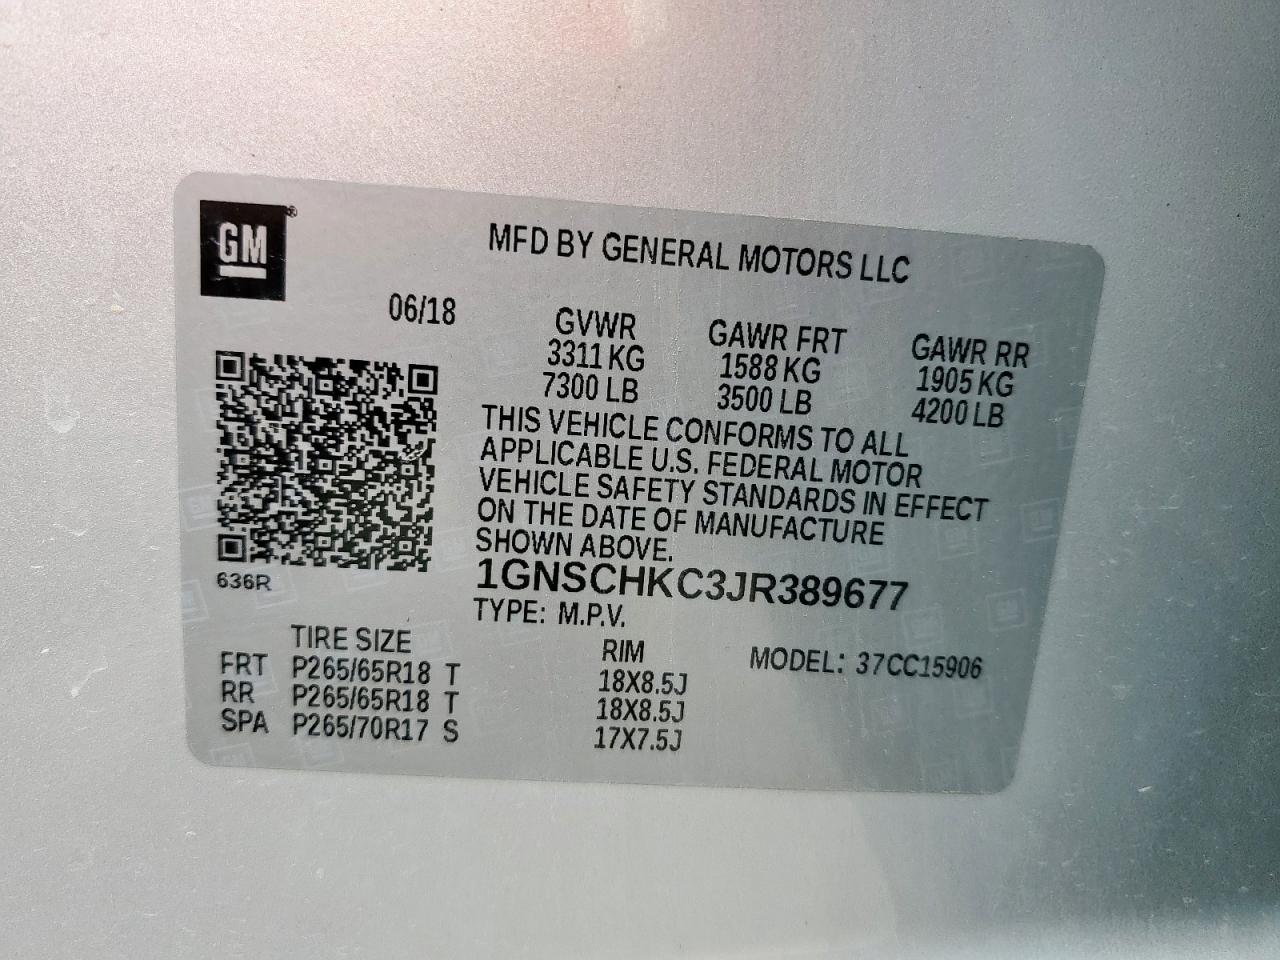 GM®
MFD BY GENERAL MOTORS LLC
06/18
GVWR GAWR FRT GAWR RR
3311 KG 1588 KG 1905 KG
7300 LB 3500 LB 4200 LB
THIS VEHICLE CONFORMS TO ALL
APPLICABLE U.S. FEDERAL MOTOR
VEHICLE SAFETY STANDARDS IN EFFECT
ON THE DATE OF MANUFACTURE
SHOWN ABOVE.
636R
1GNSCHKC3JR389677
TYPE: M.P.V.
TIRE SIZE RIM MODEL: 37CC15906
FRT P265/65R18 T 18X8.5J
RR P265/65R18 T 18X8.5J
SPA P265/70R17 S 17X7.5J